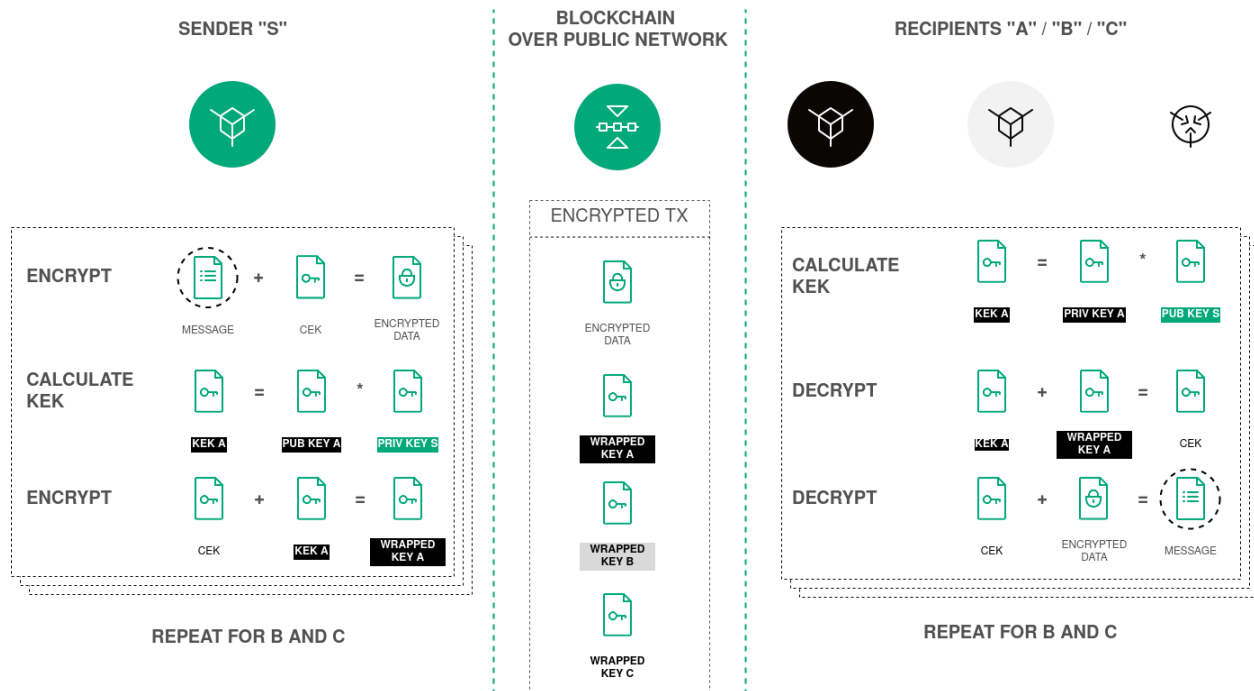 SENDER "S"
BLOCKCHAIN
OVER PUBLIC NETWORK
RECIPIENTS "A" / "B" / "C"
ENCRYPT
+
=
MESSAGE
CEK
ENCRYPTED
DATA
CALCULATE
KEK
=
*
KEK A
PUB KEY A
PRIV KEY S
ENCRYPT
+
=
CEK
KEK A
WRAPPED
KEY A
REPEAT FOR B AND C
ENCRYPTED TX
ENCRYPTED
DATA
WRAPPED
KEY A
WRAPPED
KEY B
WRAPPED
KEY C
CALCULATE
KEK
=
*
KEK A
PRIV KEY A
PUB KEY S
DECRYPT
+
=
KEK A
WRAPPED
KEY A
CEK
DECRYPT
+
=
CEK
ENCRYPTED
DATA
MESSAGE
REPEAT FOR B AND C